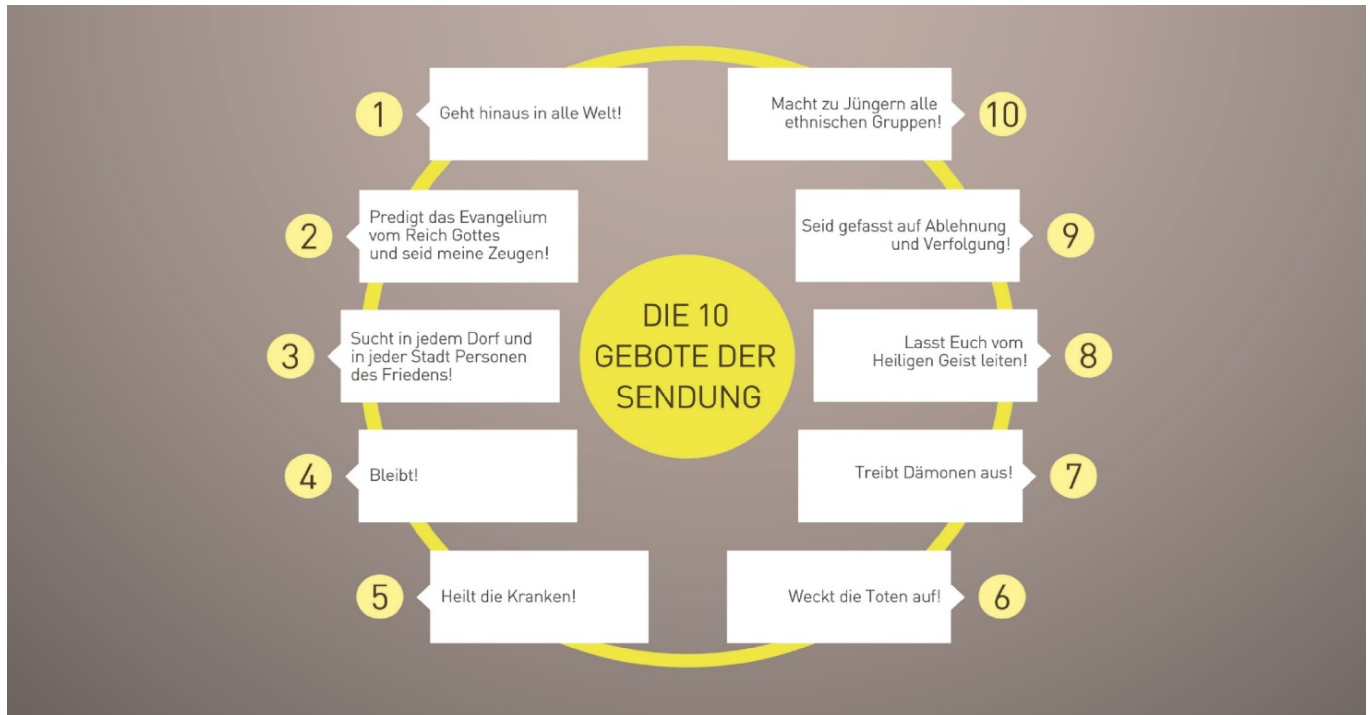 DIE 10
GEBOTE DER
SENDUNG
1
Geht hinaus in alle Welt!
2
Predigt das Evangelium
vom Reich Gottes
und seid meine Zeugen!
3
Sucht in jedem Dorf und
in jeder Stadt Personen
des Friedens!
4
Bleibt!
5
Heilt die Kranken!
6
Weckt die Toten auf!
7
Treibt Dämonen aus!
8
Lasst Euch vom
Heiligen Geist leiten!
9
Seid gefasst auf Ablehnung
und Verfolgung!
10
Macht zu Jüngern alle
ethnischen Gruppen!